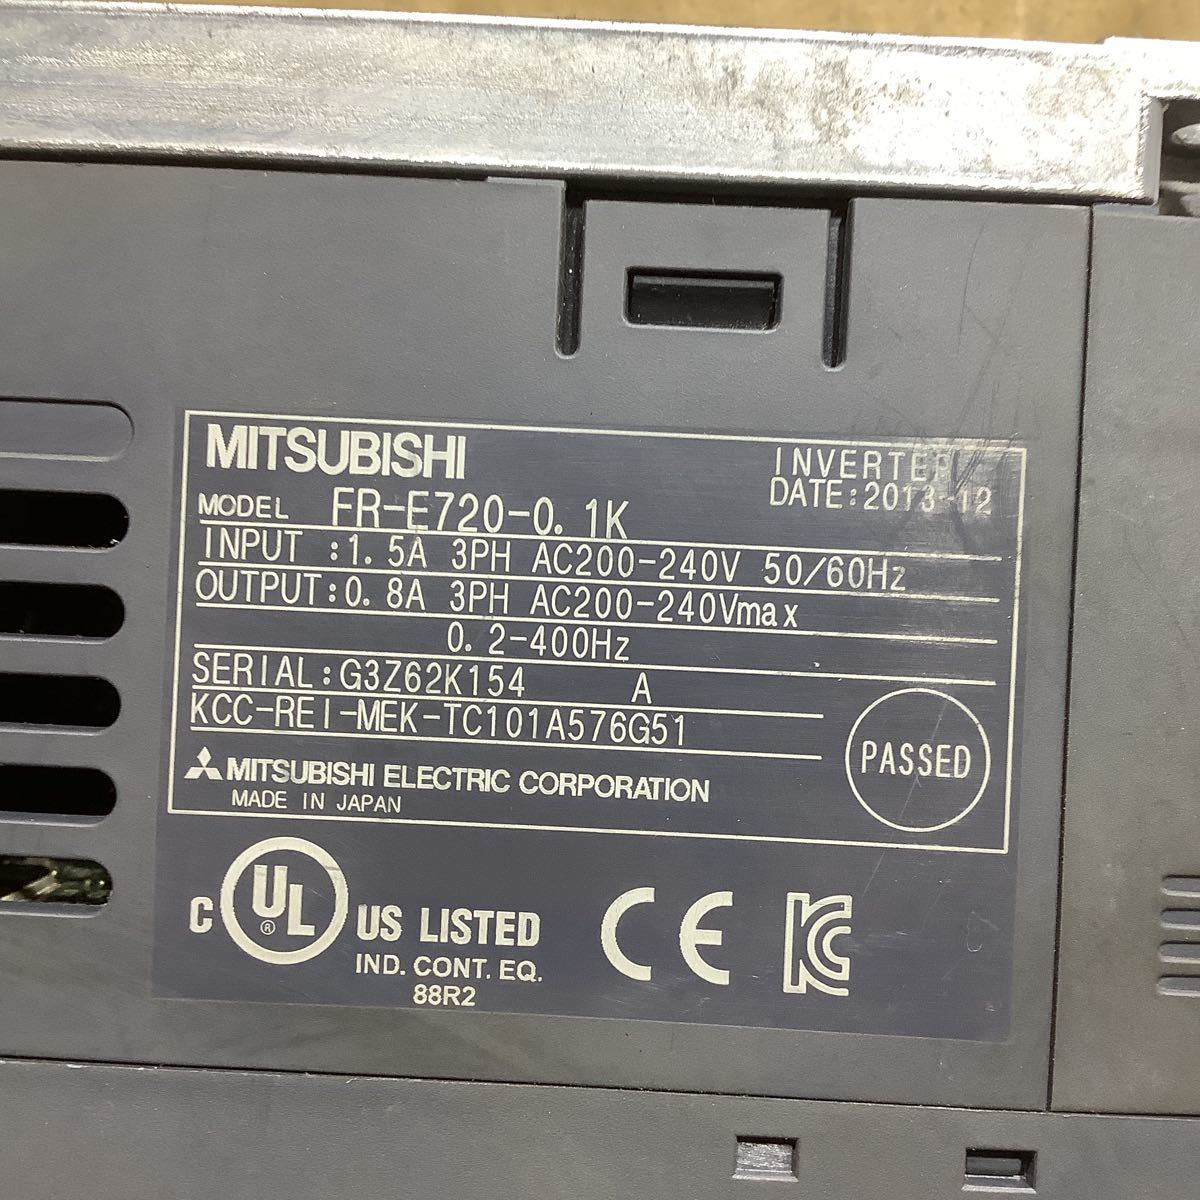 MITSUBISHI
INVERTER
DATE:2013-12
MODEL FR-E720-0.1K
INPUT :1.5A 3PH AC200-240V 50/60Hz
OUTPUT:0.8A 3PH AC200-240Vmax
0.2-400Hz
SERIAL:G3Z62K154 A
KCC-REI-MEK-TC101A576G51
PASSED
MITSUBISHI ELECTRIC CORPORATION
MADE IN JAPAN
C UL ® US LISTED
IND. CONT. EQ.
88R2
CE
KC